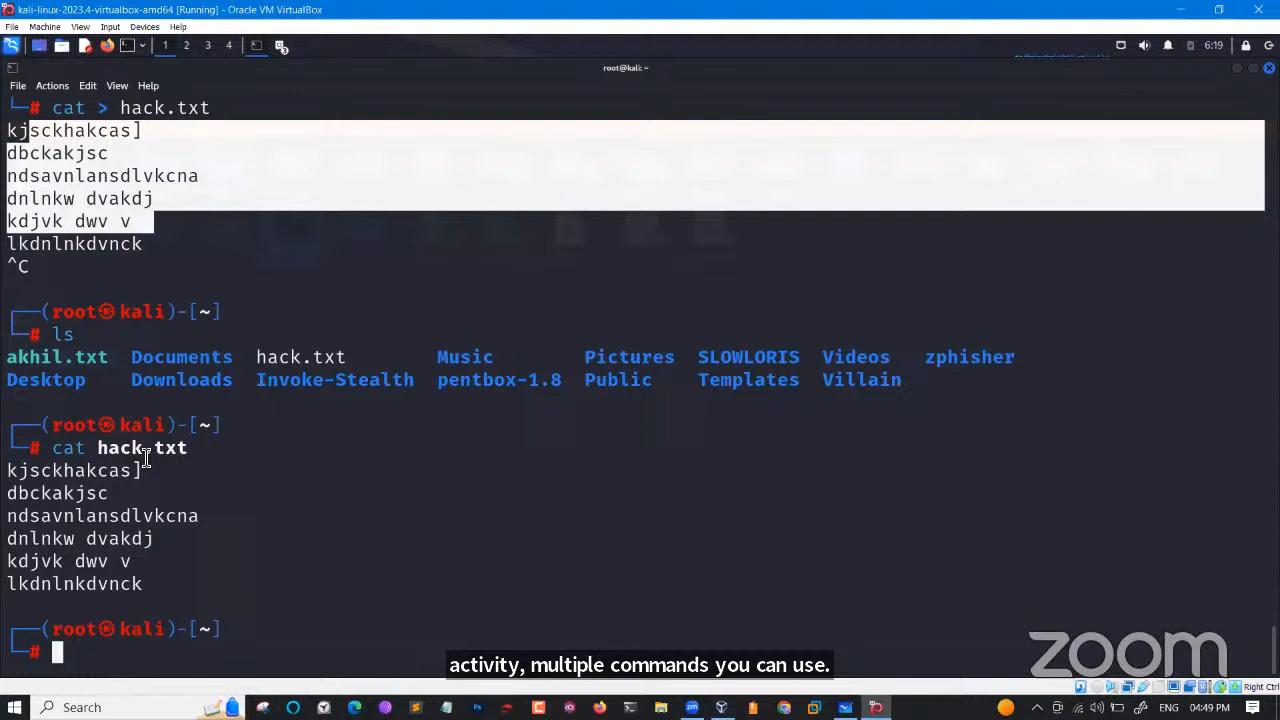 kali-linux-2023.4-virtualbox-amd64 [Running] - Oracle VM VirtualBox
File Machine View Input Devices Help
1 2 3 4 6:19
root@kali: ~
File Actions Edit View Help
└─# cat > hack.txt
kjsckhakcas]
dbckakjsc
ndsavnlansdlvkcna
dnlnkw dvakdj
kdjvk dwv v
lkdnlnkdvnck
^C
┌──(root㉿kali)-[~]
└─# ls
akhil.txt Documents hack.txt Music Pictures SLOWLORIS Videos zphisher
Desktop Downloads Invoke-Stealth pentbox-1.8 Public Templates Villain
┌──(root㉿kali)-[~]
└─# cat hack.txt
kjsckhakcas]
dbckakjsc
ndsavnlansdlvkcna
dnlnkw dvakdj
kdjvk dwv v
lkdnlnkdvnck
┌──(root㉿kali)-[~]
└─#
activity, multiple commands you can use.
zoom
Right Ctrl
Search 04:49 PM